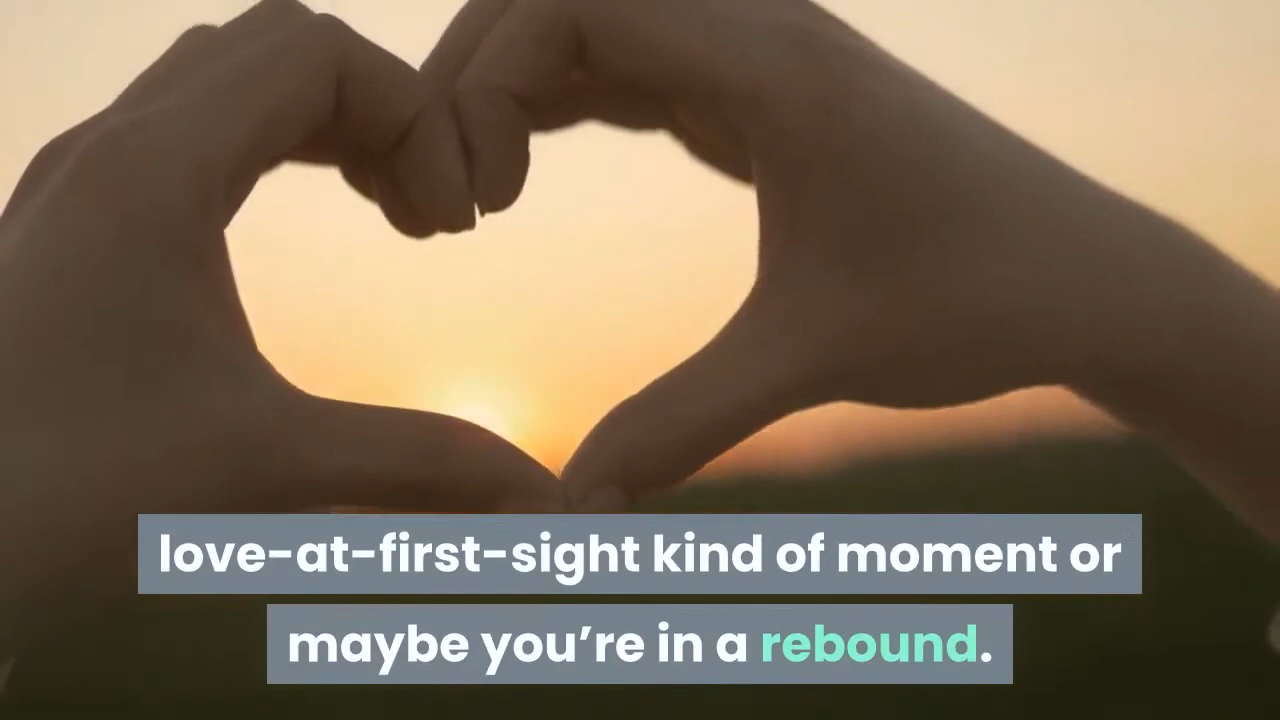 love-at-first-sight kind of moment or
maybe you’re in a rebound.